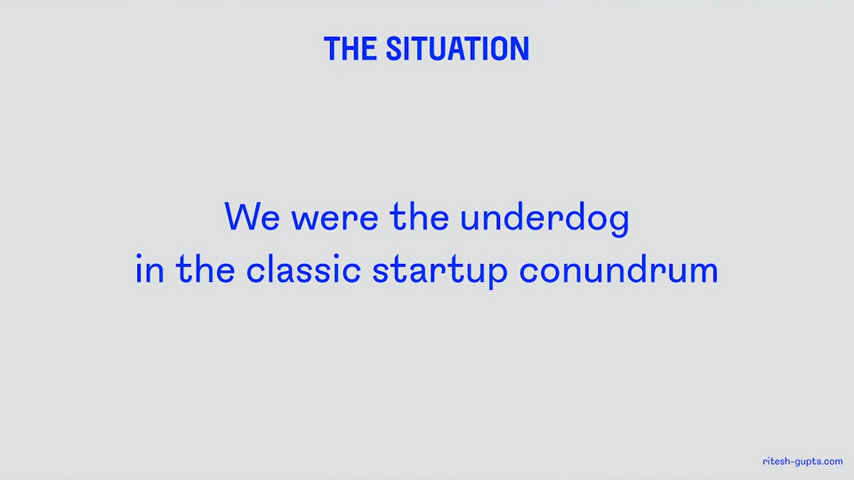 THE SITUATION
We were the underdog
in the classic startup conundrum
ritesh-gupta.com